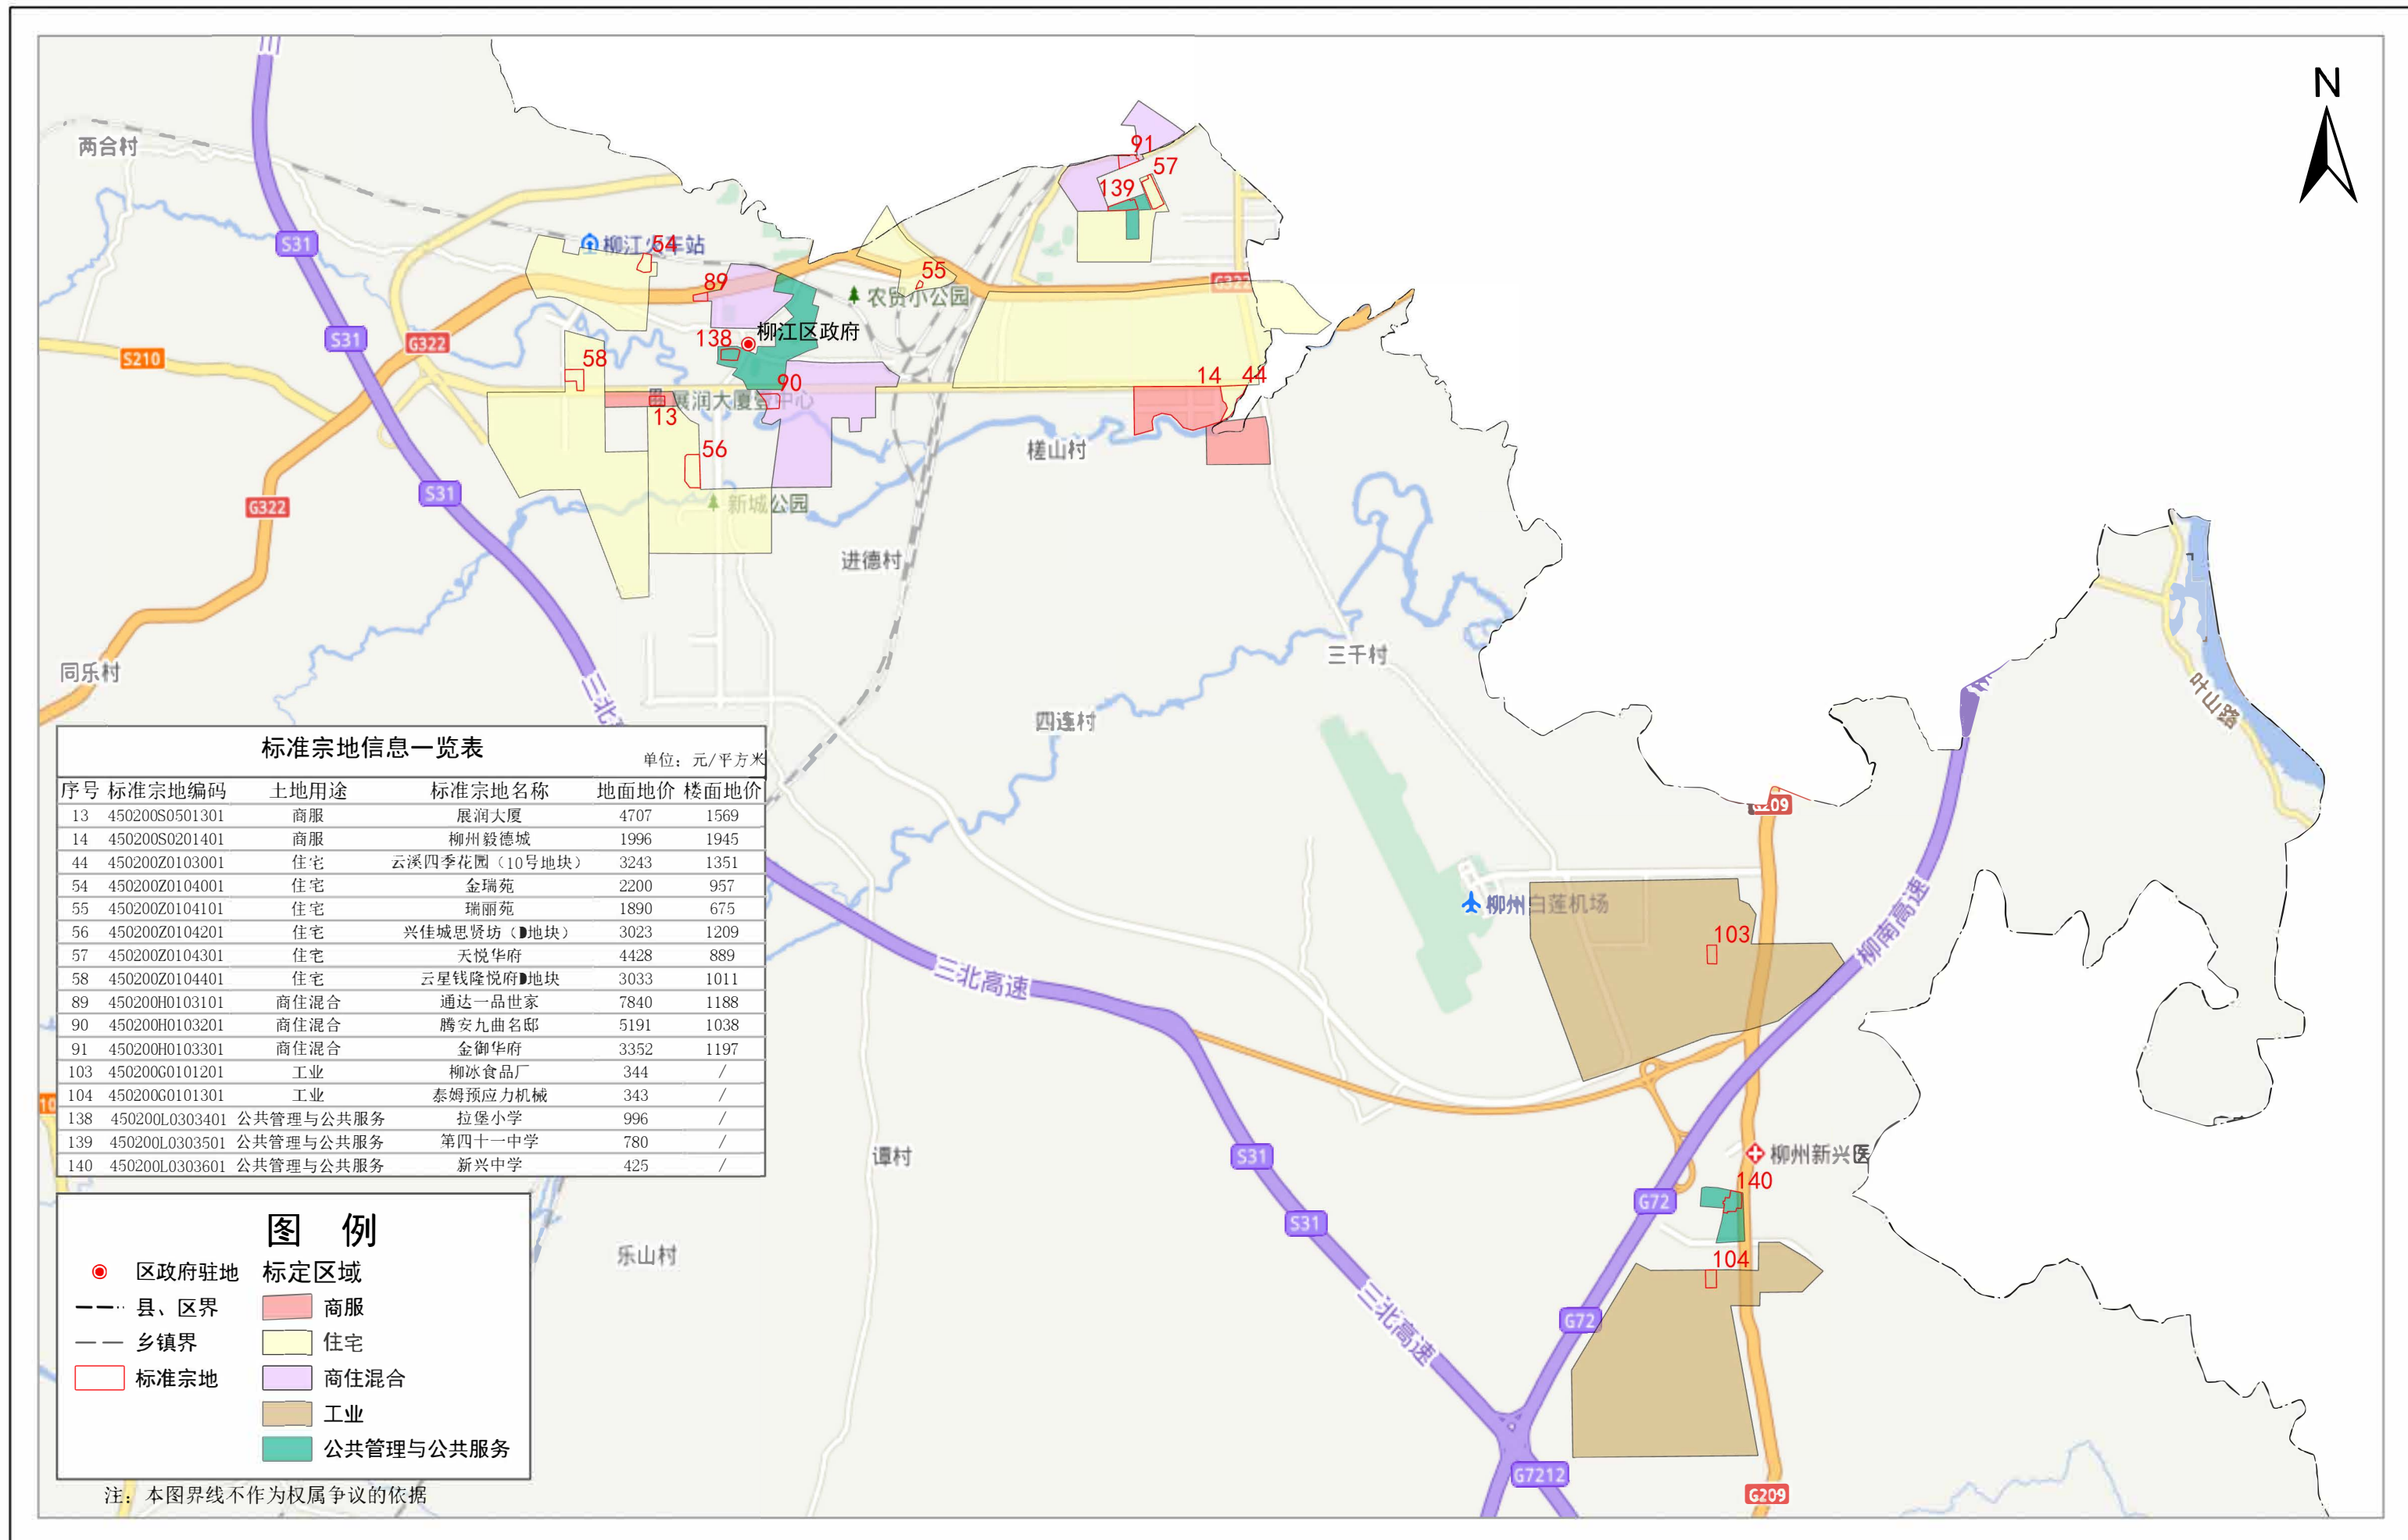 N
两合村
S31
柳江火车站
54
91
57
139
55
89
农贸小公园
G322
柳江区政府
138
S31
G322
S210
58
90
14
44
展润大厦
中心
13
槎山村
56
S31
G322
新城公园
进德村
三千村
同乐村
三北
四连村
叶山路
标准宗地信息一览表
单位：元/平方米
序号 标准宗地编码 土地用途 标准宗地名称 地面地价 楼面地价
13 450200S0501301 商服 展润大厦 4707 1569
14 450200S0201401 商服 柳州毅德城 1996 1945
44 450200Z0103001 住宅 云溪四季花园（10号地块） 3243 1351
54 450200Z0104001 住宅 金瑞苑 2200 957
55 450200Z0104101 住宅 瑞丽苑 1890 675
56 450200Z0104201 住宅 兴佳城思贤坊（地块） 3023 1209
57 450200Z0104301 住宅 天悦华府 4428 889
58 450200Z0104401 住宅 云星钱隆悦府地块 3033 1011
89 450200H0103101 商住混合 通达一品世家 7840 1188
90 450200H0103201 商住混合 腾安九曲名邸 5191 1038
91 450200H0103301 商住混合 金御华府 3352 1197
103 450200G0101201 工业 柳冰食品厂 344 /
104 450200G0101301 工业 泰姆预应力机械 343 /
138 450200L0303401 公共管理与公共服务 拉堡小学 996 /
139 450200L0303501 公共管理与公共服务 第四十一中学 780 /
140 450200L0303601 公共管理与公共服务 新兴中学 425 /
209
柳州白莲机场
103
柳南高速
三北高速
10
谭村
S31
柳州新兴医
140
G72
S31
乐山村
104
三北高速
G72
G7212
G209
图 例
区政府驻地
县、区界
乡镇界
标准宗地
标定区域
商服
住宅
商住混合
工业
公共管理与公共服务
注：本图界线不作为权属争议的依据